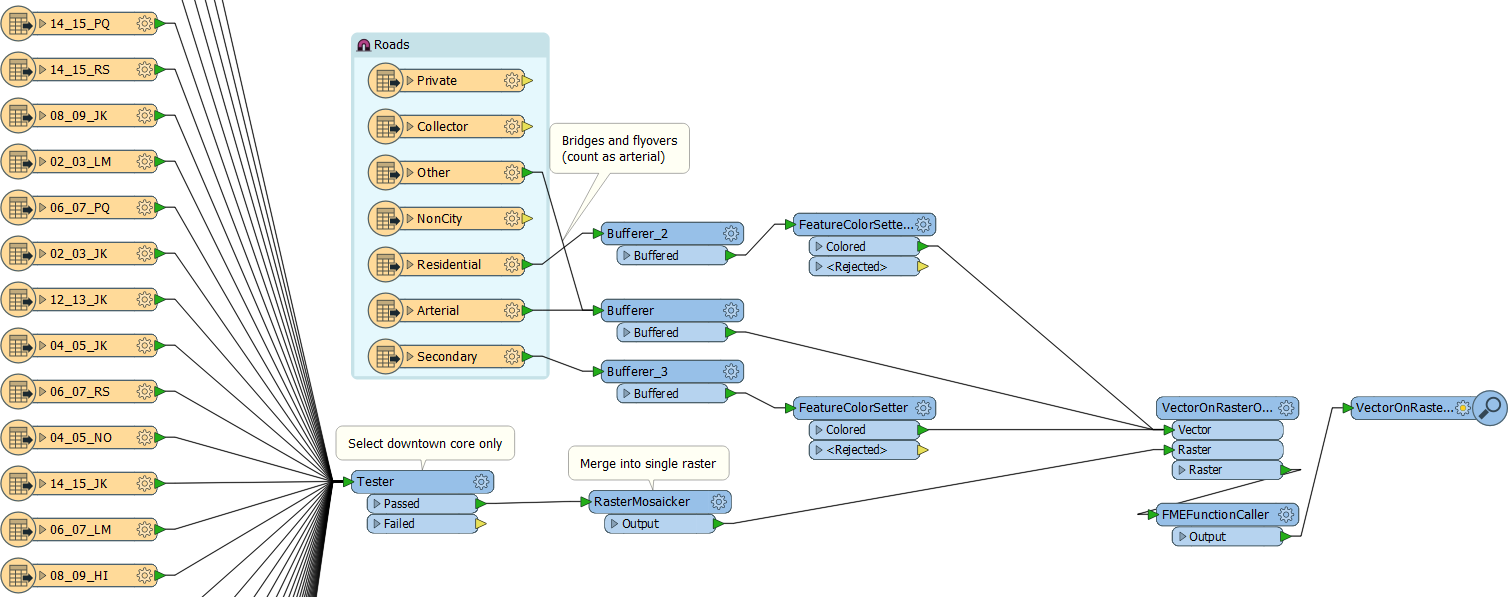 14_15_PQ
14_15_RS
08_09_JK
02_03_LM
06_07_PQ
02_03_JK
12_13_JK
04_05_JK
06_07_RS
04_05_NO
14_15_JK
06_07_LM
08_09_HI
Roads
Private
Collector
Other
NonCity
Residential
Arterial
Secondary
Bridges and flyovers
(count as arterial)
Bufferer_2
Buffered
Bufferer
Buffered
Bufferer_3
Buffered
FeatureColorSette...
Colored
<Rejected>
FeatureColorSetter
Colored
<Rejected>
Select downtown core only
Tester
Passed
Failed
Merge into single raster
RasterMosaicker
Output
VectorOnRasterO...
Vector
Raster
Raster
FMEFunctionCaller
Output
VectorOnRaste...